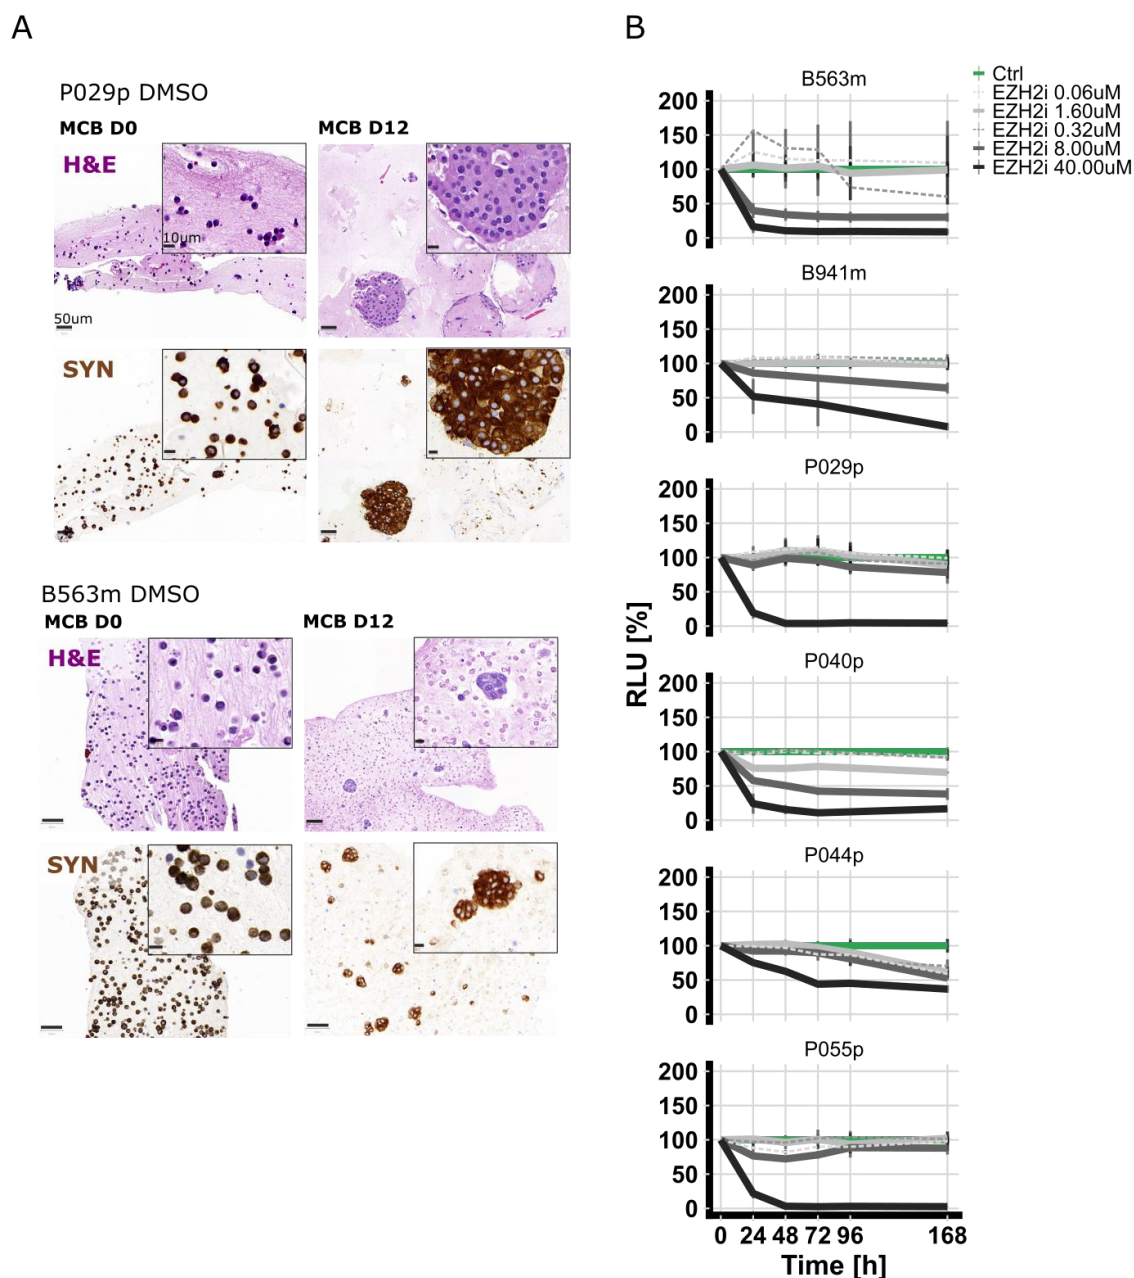 A
P029p DMSO
MCB D0
MCB D12
H&E
10um
50um
SYN
B563m DMSO
MCB D0
MCB D12
H&E
SYN
B
Ctrl
EZH2i 0.06uM
EZH2i 1.60uM
EZH2i 0.32uM
EZH2i 8.00uM
EZH2i 40.00uM
RLU [%]
B563m
200
150
100
50
0
B941m
200
150
100
50
0
P029p
200
150
100
50
0
P040p
200
150
100
50
0
P044p
200
150
100
50
0
P055p
200
150
100
50
0
0 24 48 72 96 168
Time [h]